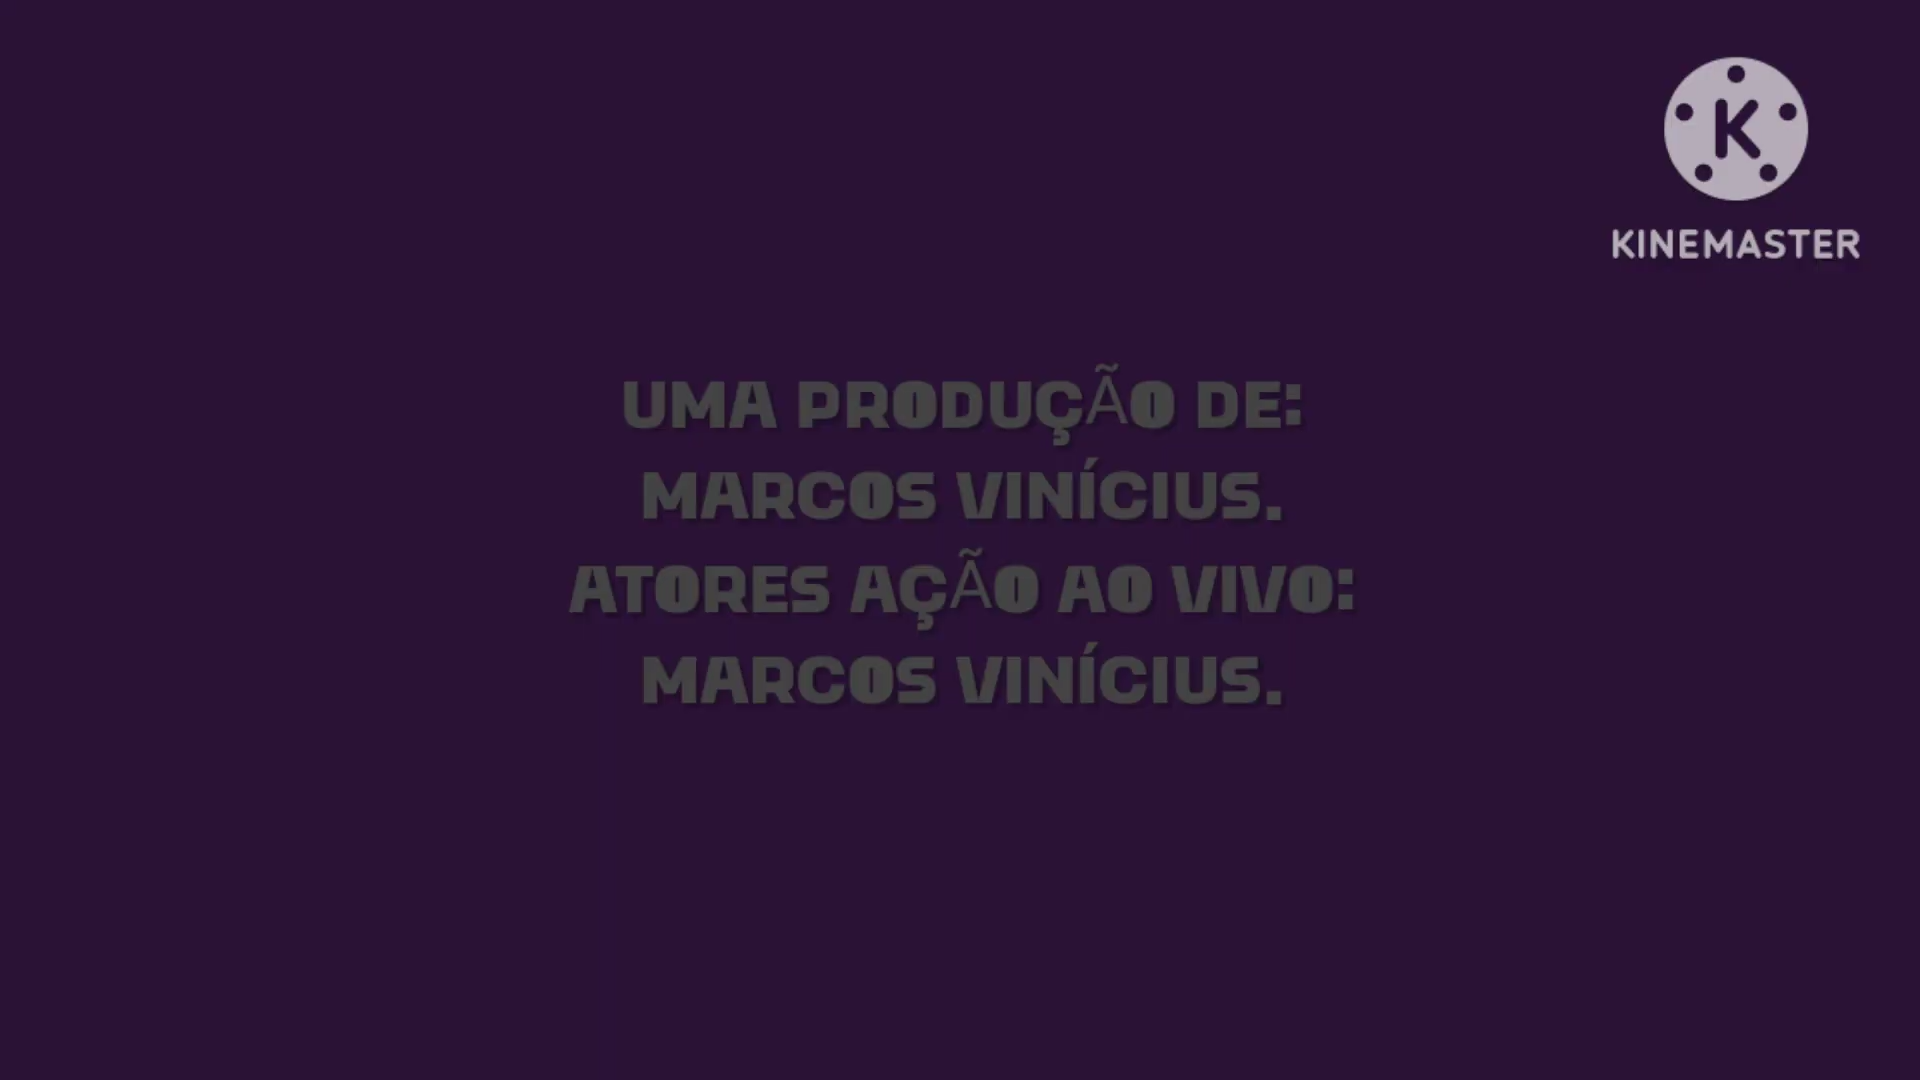 K
KINEMASTER
UMA PRODUÇÃO DE:
MARCOS VINÍCIUS.
ATORES AÇÃO AO VIVO:
MARCOS VINÍCIUS.